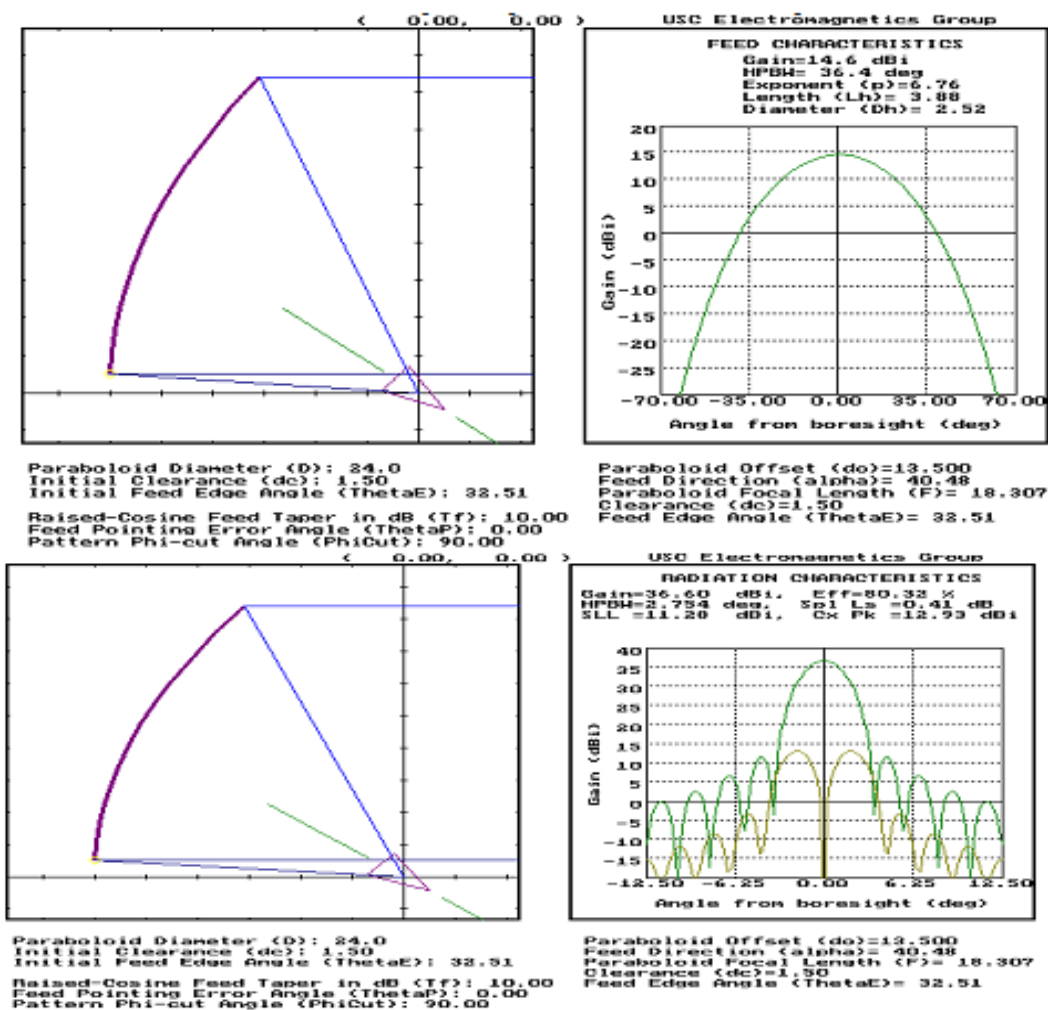 ( 0.00, 0.00 )
USC Electromagnetics Group
FEED CHARACTERISTICS
Gain=14.6 dBi
HPBW= 36.4 deg
Exponent (p)=6.76
Length (Lh)= 3.88
Diameter (Dh)= 2.52
20
15
10
5
0
-5
-10
-15
-20
-25
Gain (dBi)
-70.00 -35.00 0.00 35.00 70.00
Angle from boresight (deg)
Paraboloid Diameter (D): 24.0
Initial Clearance (dc): 1.50
Initial Feed Edge Angle (ThetaE): 32.51
Raised-Cosine Feed Taper in dB (Tf): 10.00
Feed Pointing Error Angle (ThetaP): 0.00
Pattern Phi-cut Angle (PhiCut): 90.00
Paraboloid Offset (do)=13.500
Feed Direction (alpha)= 40.48
Paraboloid Focal Length (F)= 18.307
Clearance (dc)=1.50
Feed Edge Angle (ThetaE)= 32.51
( 0.00, 0.00 )
USC Electromagnetics Group
RADIATION CHARACTERISTICS
Gain=36.60 dBi, Eff=80.32 %
HPBW=2.754 deg, Spl Ls =0.41 dB
SLL =11.20 dBi, Cx Pk =12.93 dBi
40
35
30
25
20
15
10
5
0
-5
-10
-15
Gain (dBi)
-12.50 -6.25 0.00 6.25 12.50
Angle from boresight (deg)
Paraboloid Diameter (D): 24.0
Initial Clearance (dc): 1.50
Initial Feed Edge Angle (ThetaE): 32.51
Raised-Cosine Feed Taper in dB (Tf): 10.00
Feed Pointing Error Angle (ThetaP): 0.00
Pattern Phi-cut Angle (PhiCut): 90.00
Paraboloid Offset (do)=13.500
Feed Direction (alpha)= 40.48
Paraboloid Focal Length (F)= 18.307
Clearance (dc)=1.50
Feed Edge Angle (ThetaE)= 32.51